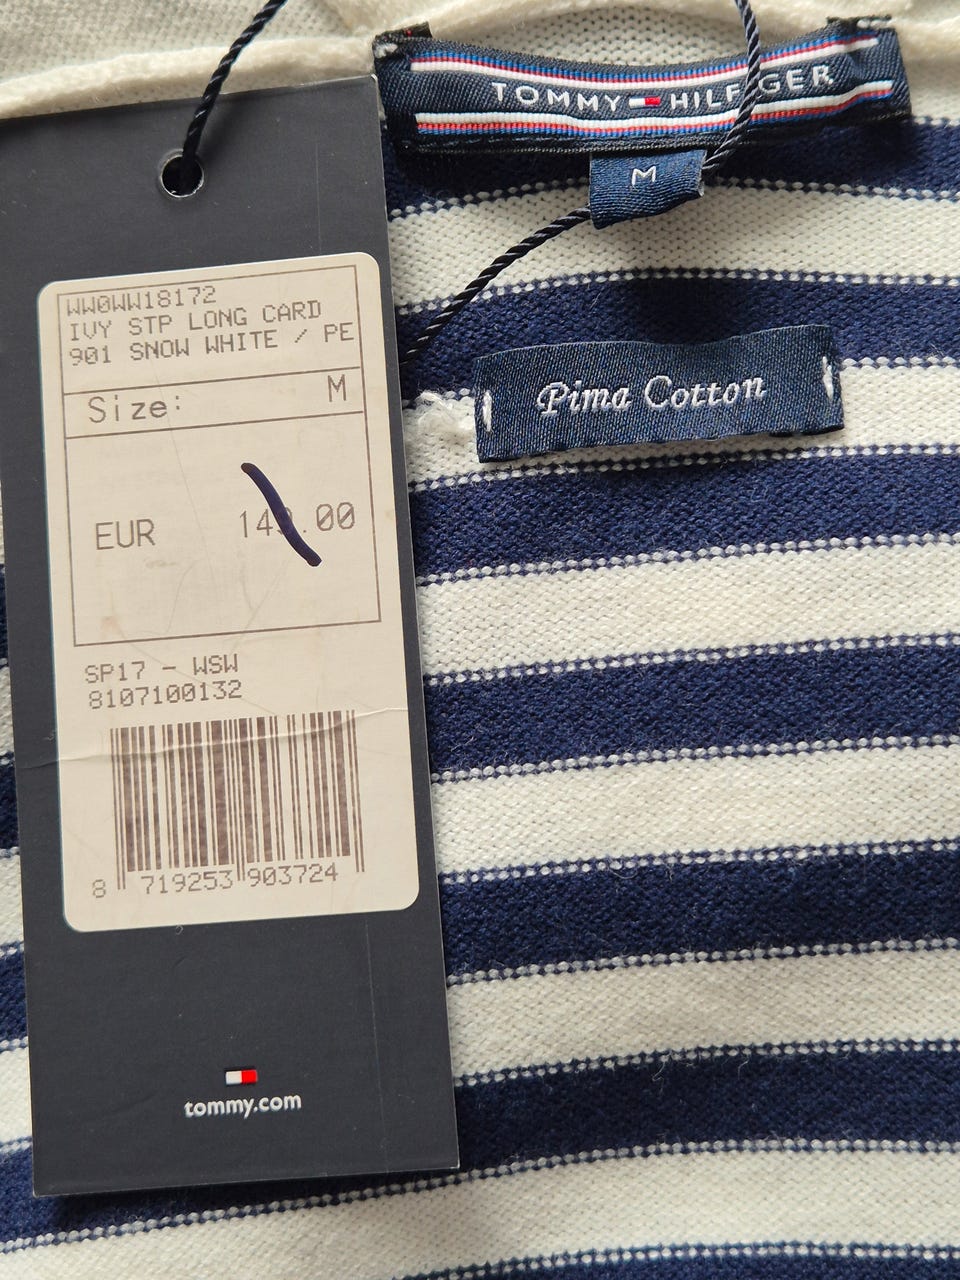 TOMMY HILFIGER
M
Pima Cotton
WW0WW18172
IVY STP LONG CARD
901 SNOW WHITE / PE
Size: M
EUR
SP17 - WSW
8107100132
8 719253 903724
tommy.com